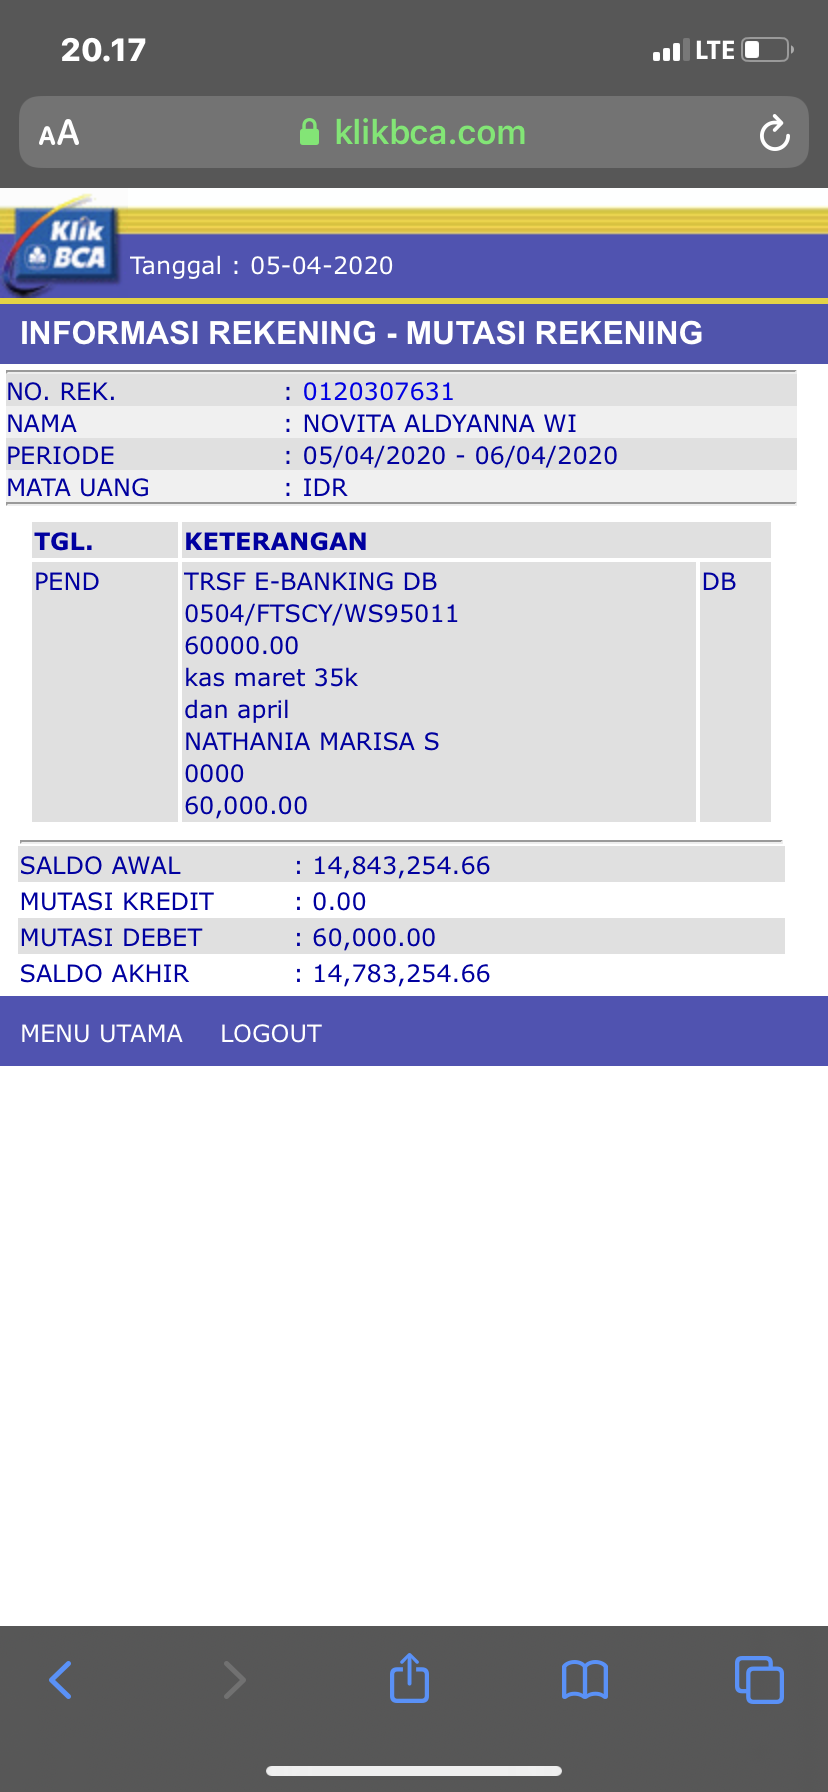 20.17
LTE
AA
klikbca.com
Klik
BCA
Tanggal : 05-04-2020
INFORMASI REKENING - MUTASI REKENING
NO. REK. : 0120307631
NAMA : NOVITA ALDYANNA WI
PERIODE : 05/04/2020 - 06/04/2020
MATA UANG : IDR
TGL. KETERANGAN
PEND TRSF E-BANKING DB DB
0504/FTSCY/WS95011
60000.00
kas maret 35k
dan april
NATHANIA MARISA S
0000
60,000.00
SALDO AWAL : 14,843,254.66
MUTASI KREDIT : 0.00
MUTASI DEBET : 60,000.00
SALDO AKHIR : 14,783,254.66
MENU UTAMA LOGOUT